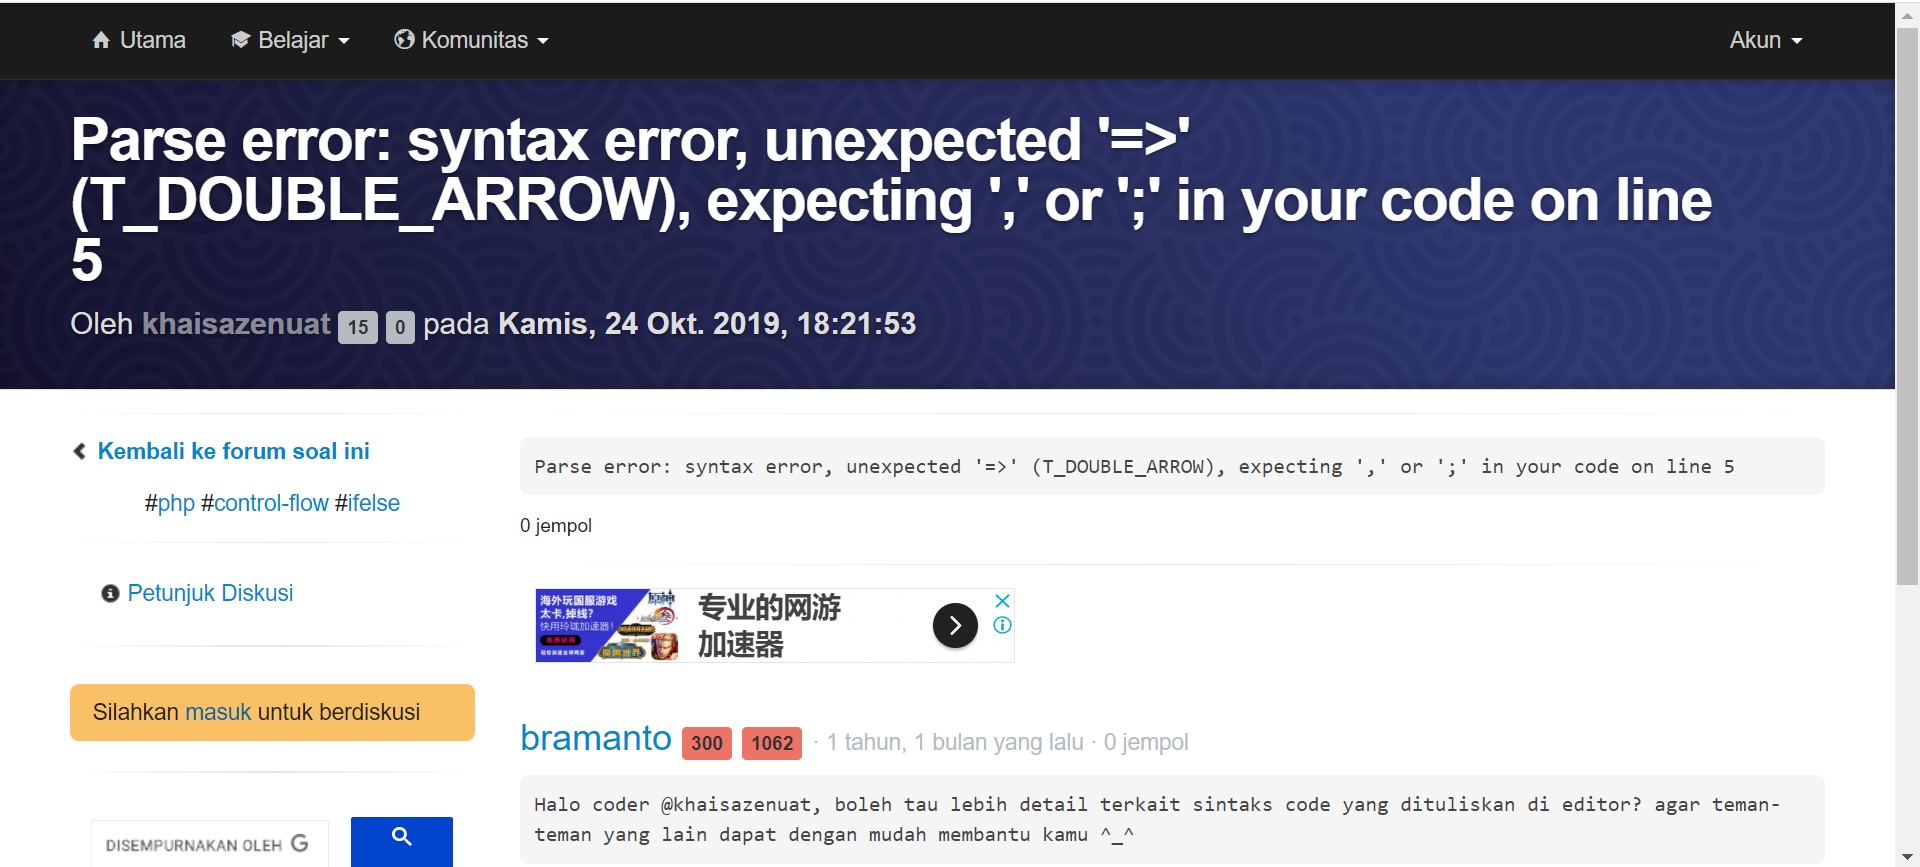 Utama Belajar Komunitas Akun
Parse error: syntax error, unexpected '=>'
(T_DOUBLE_ARROW), expecting ',' or ';' in your code on line
5
Oleh khaisazenuat 15 0 pada Kamis, 24 Okt. 2019, 18:21:53
Kembali ke forum soal ini
#php #control-flow #ifelse
Petunjuk Diskusi
Silahkan masuk untuk berdiskusi
DISEMPURNAKAN OLEH G
Parse error: syntax error, unexpected '=>' (T_DOUBLE_ARROW), expecting ',' or ';' in your code on line 5
0 jempol
海外玩国服游戏
太卡,掉线?
快用玲珑加速器!
专业的网游
加速器
bramanto 300 1062 · 1 tahun, 1 bulan yang lalu · 0 jempol
Halo coder @khaisazenuat, boleh tau lebih detail terkait sintaks code yang dituliskan di editor? agar teman-
teman yang lain dapat dengan mudah membantu kamu ^_^